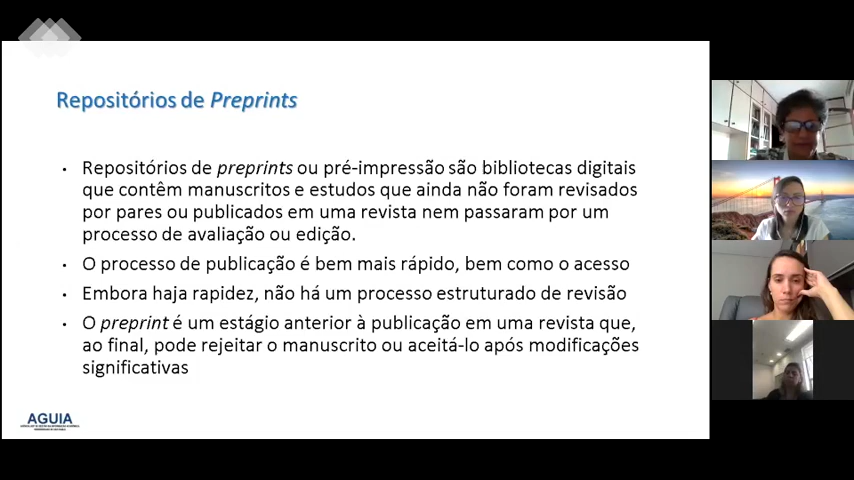 Repositórios de Preprints
• Repositórios de preprints ou pré-impressão são bibliotecas digitais
que contêm manuscritos e estudos que ainda não foram revisados
por pares ou publicados em uma revista nem passaram por um
processo de avaliação ou edição.
• O processo de publicação é bem mais rápido, bem como o acesso
• Embora haja rapidez, não há um processo estruturado de revisão
• O preprint é um estágio anterior à publicação em uma revista que,
ao final, pode rejeitar o manuscrito ou aceitá-lo após modificações
significativas
AGUIA